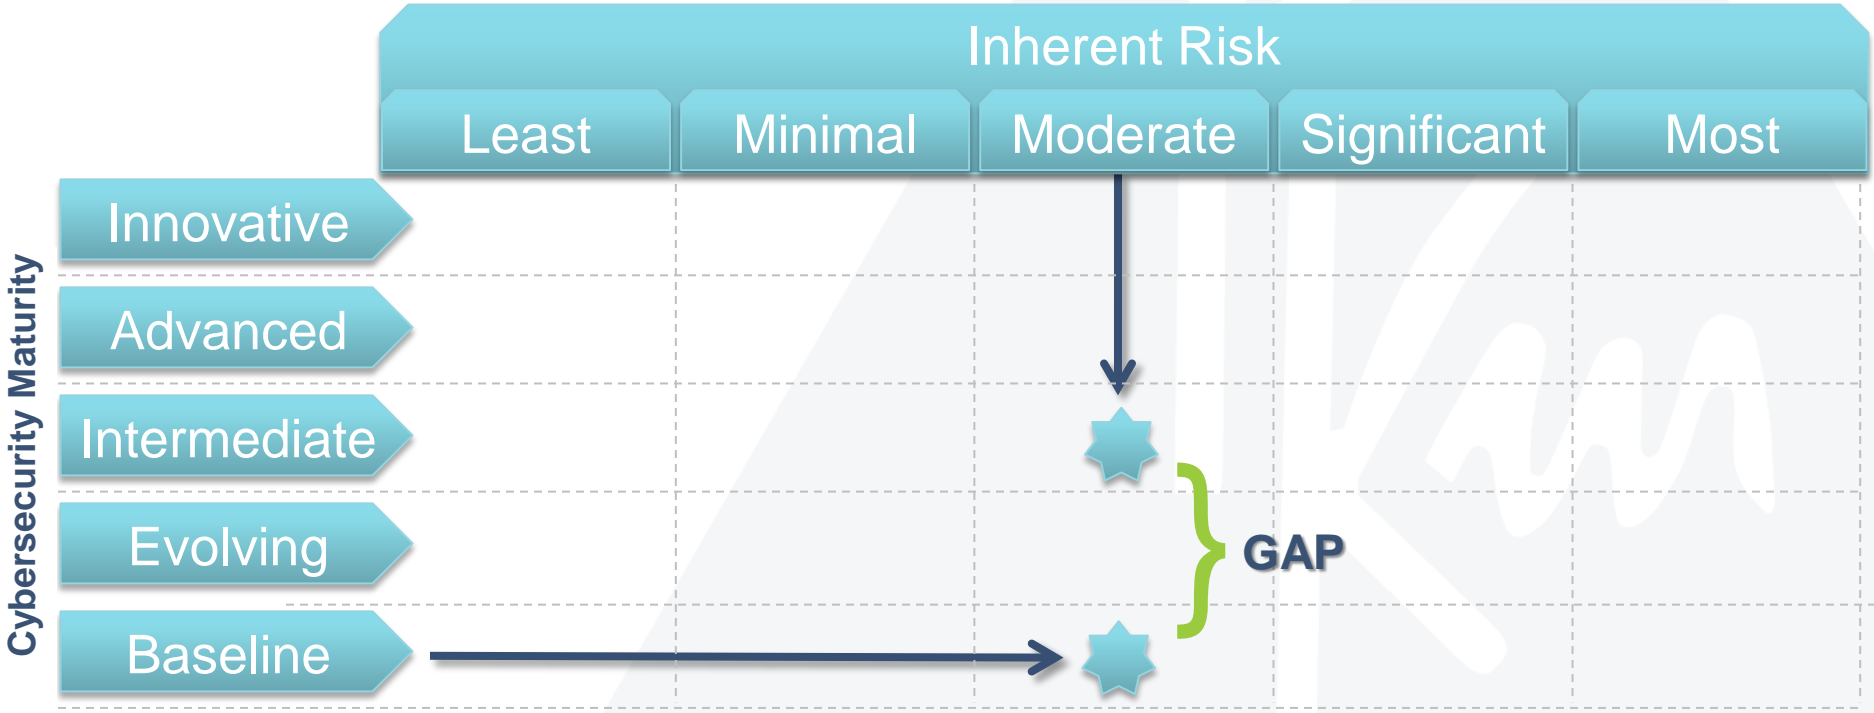 Inherent Risk
Least
Minimal
Moderate
Significant
Most
Cybersecurity Maturity
Innovative
Advanced
Intermediate
Evolving
Baseline
GAP